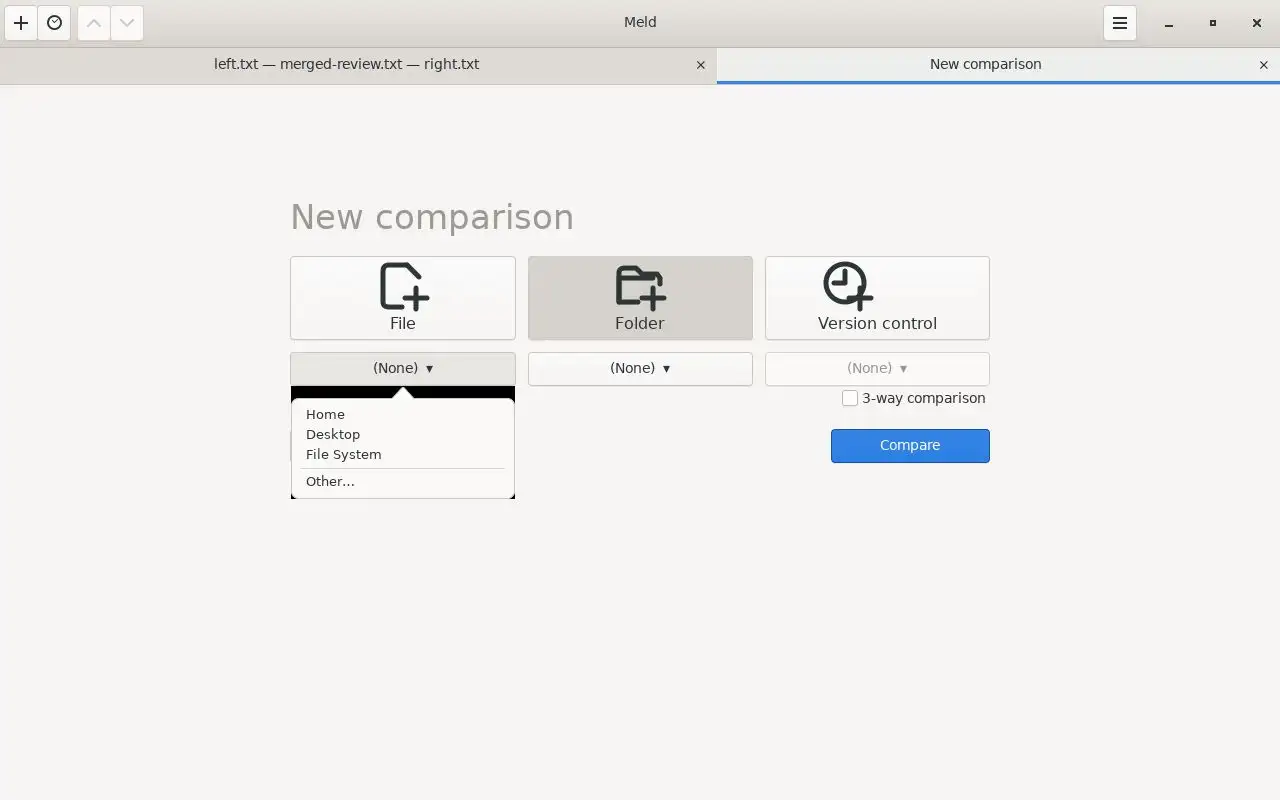 Meld
left.txt — merged-review.txt — right.txt
New comparison
New comparison
File
Folder
Version control
(None)
(None)
(None)
3-way comparison
Home
Desktop
File System
Other...
Compare